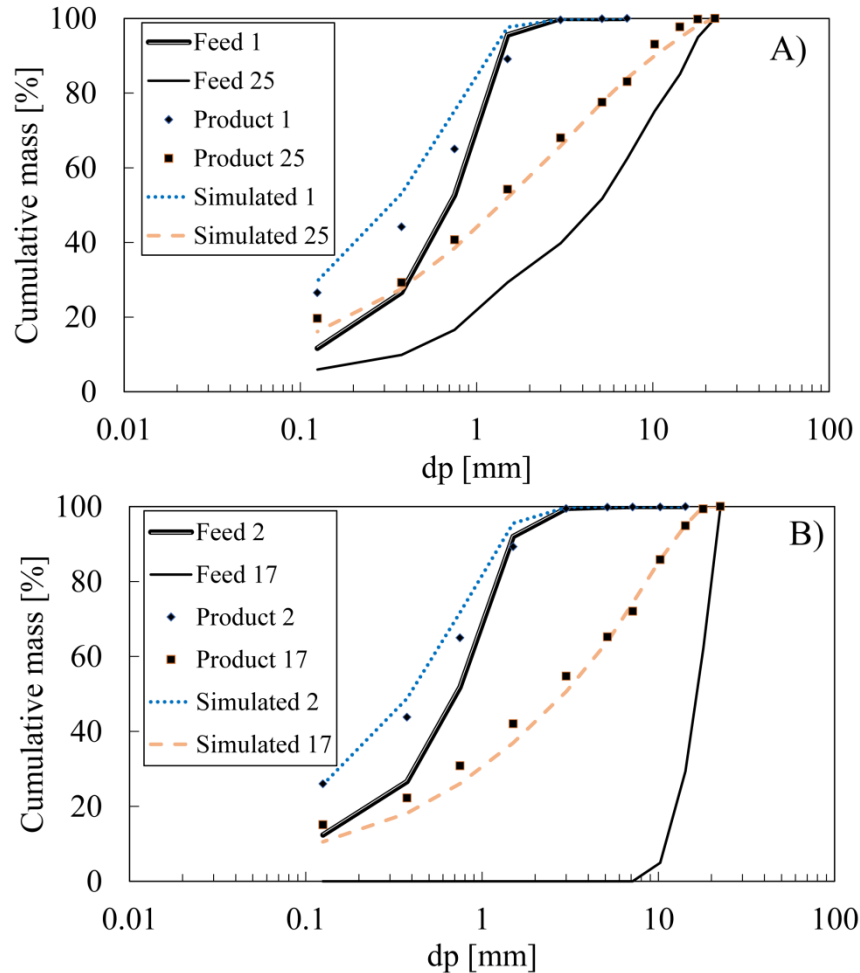 100
A)
80
60
40
20
0
Cumulative mass [%]
Feed 1
Feed 25
Product 1
Product 25
Simulated 1
Simulated 25
0.01
0.1
1
10
100
dp [mm]
100
B)
80
60
40
20
0
Cumulative mass [%]
Feed 2
Feed 17
Product 2
Product 17
Simulated 2
Simulated 17
0.01
0.1
1
10
100
dp [mm]